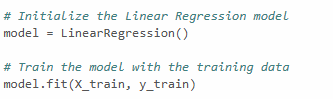 # Initialize the Linear Regression model
model = LinearRegression()
# Train the model with the training data
model.fit(X_train, y_train)